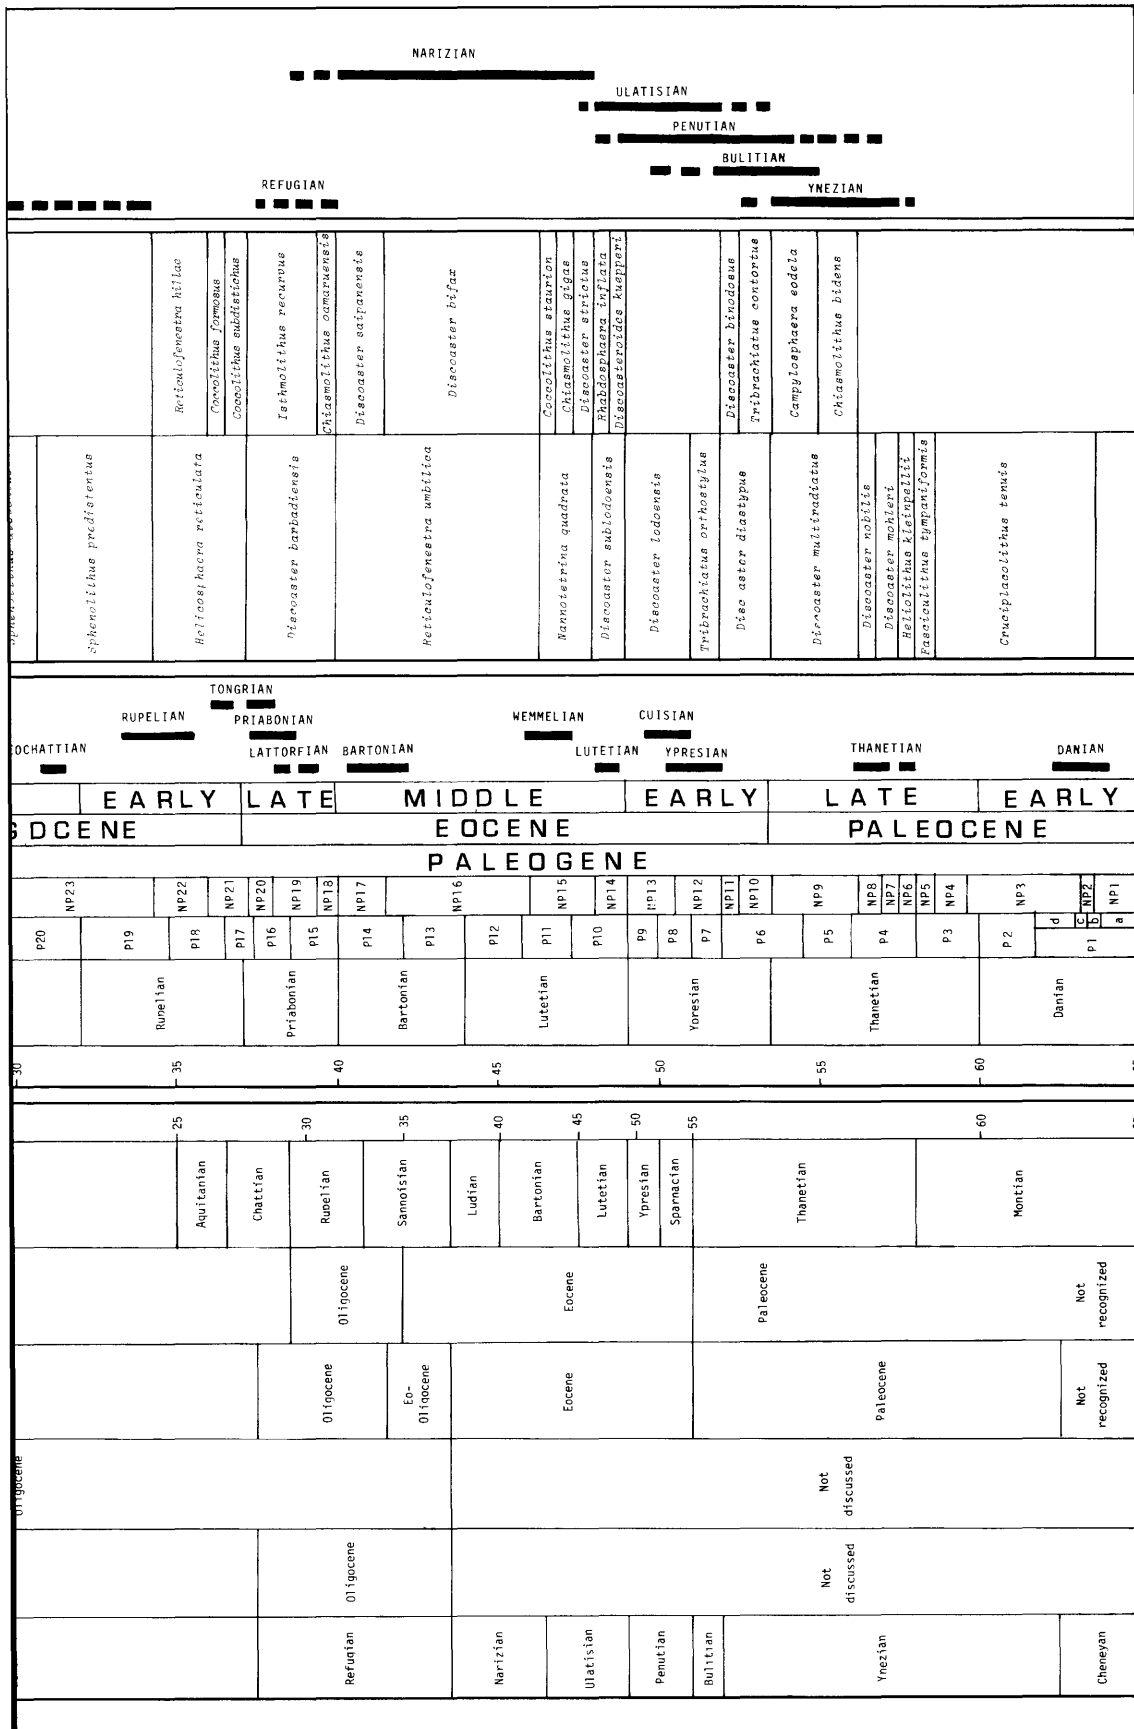 NARIZIAN
ULATISIAN
PENUTIAN
BULITIAN
REFUGIAN
YNEZIAN
Reticulofenestra hillae
Coccolithus formosus
Coccolithus subdistichus
Isthmolithus recurvus
Chiasmolithus oamaruensis
Discoaster saipanensis
Discoaster bifax
Coccolithus staurion
Chiasmolithus gigas
Discoaster strictus
Rhabdosphaera inflata
Discoasteroides kuepperi
Discoaster binodosus
Tribrachiatus contortus
Campylosphaera eodela
Chiasmolithus bidens
Sphenolithus predistentus
Helicosphaera reticulata
Discoaster barbadiensis
Reticulofenestra umbilica
Nannotetrina quadrata
Discoaster sublodoensis
Discoaster lodoensis
Tribrachiatus orthostylus
Disc astor diastypus
Discoaster multiradiatus
Discoaster nobilis
Discoaster mohleri
Heliolithus kleinpellii
Fasciculithus tympaniformis
Cruciplacolithus tenuis
TONGRIAN
RUPELIAN PRIABONIAN WEMMELIAN CUISIAN
OCHATTIAN LATTORFIAN BARTONIAN LUTETIAN YPRESIAN THANETIAN DANIAN
EARLY LATE MIDDLE EARLY LATE EARLY
GOCENE EOCENE PALEOCENE
PALEOGENE
NP23 NP22 NP21 NP20 NP19 NP18 NP17 NP16 NP15 NP14 NP13 NP12 NP11 NP10 NP9 NP8 NP7 NP6 NP5 NP4 NP3 NP2 NP1
P20 P19 P18 P17 P16 P15 P14 P13 P12 P11 P10 P9 P8 P7 P6 P5 P4 P3 P2 P1 d c b a
Rupelian Priabonian Bartonian Lutetian Ypresian Thanetian Danian
30 35 40 45 50 55 60
25 30 35 40 45 50 55 60
Aquitanian Chattian Rupelian Sannoisian Ludian Bartonian Lutetian Ypresian Sparnacian Thanetian Montian
Oligocene Eocene Paleocene Not recognized
Oligocene Eo-Oligocene Eocene Paleocene Not recognized
Oligocene Not discussed
Oligocene Not discussed
Refugian Narizian Ulatisian Penutian Bulitian Ynezian Cheneyan